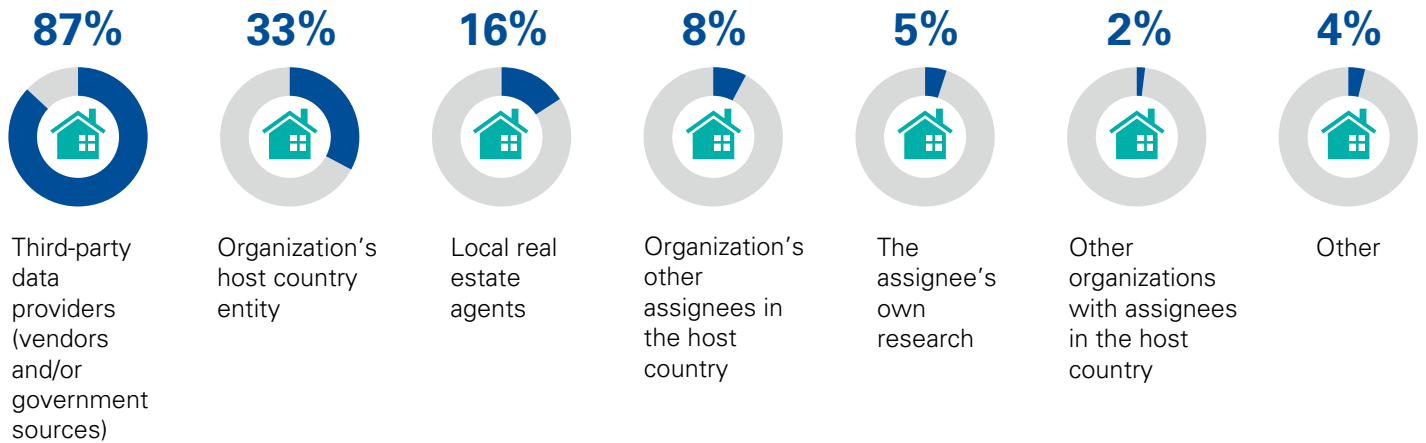 87%
Third-party
data
providers
(vendors
and/or
government
sources)
33%
Organization’s
host country
entity
16%
Local real
estate
agents
8%
Organization’s
other
assignees in
the host
country
5%
The
assignee’s
own
research
2%
Other
organizations
with assignees
in the host
country
4%
Other